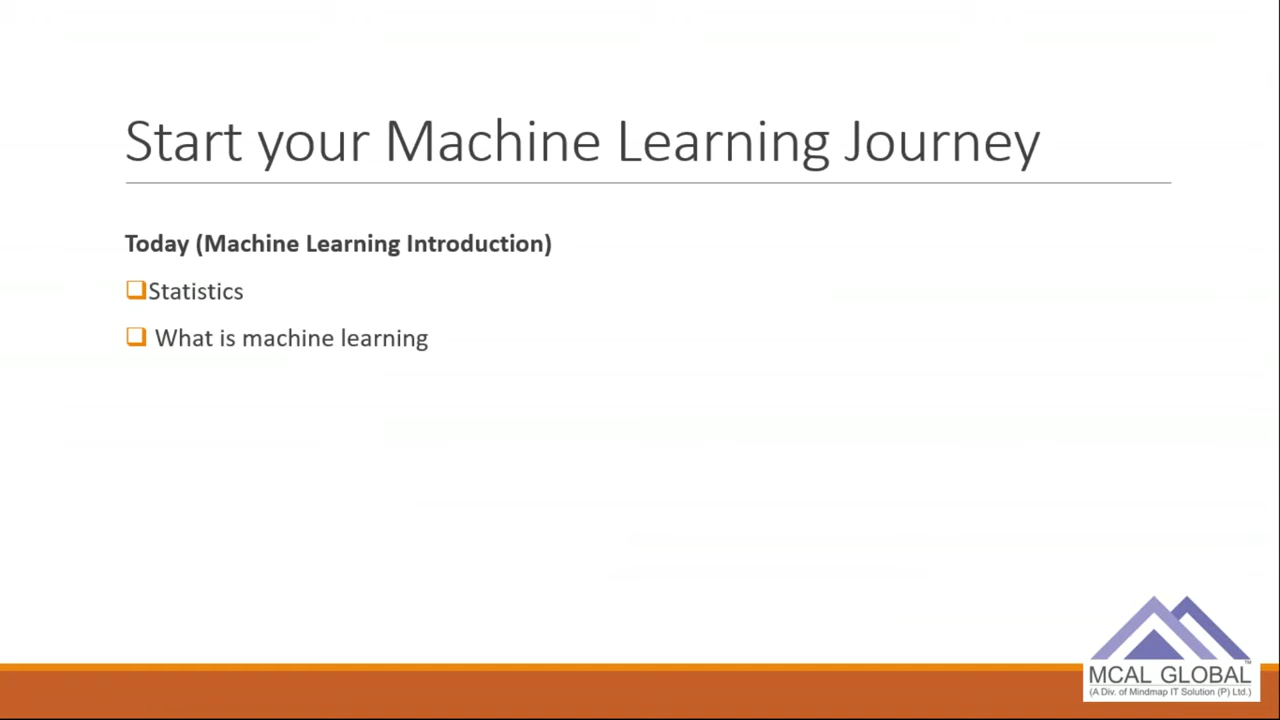 Start your Machine Learning Journey
Today (Machine Learning Introduction)
Statistics
What is machine learning
MCAL GLOBAL™
(A Div. of Mindmap IT Solution (P) Ltd.)